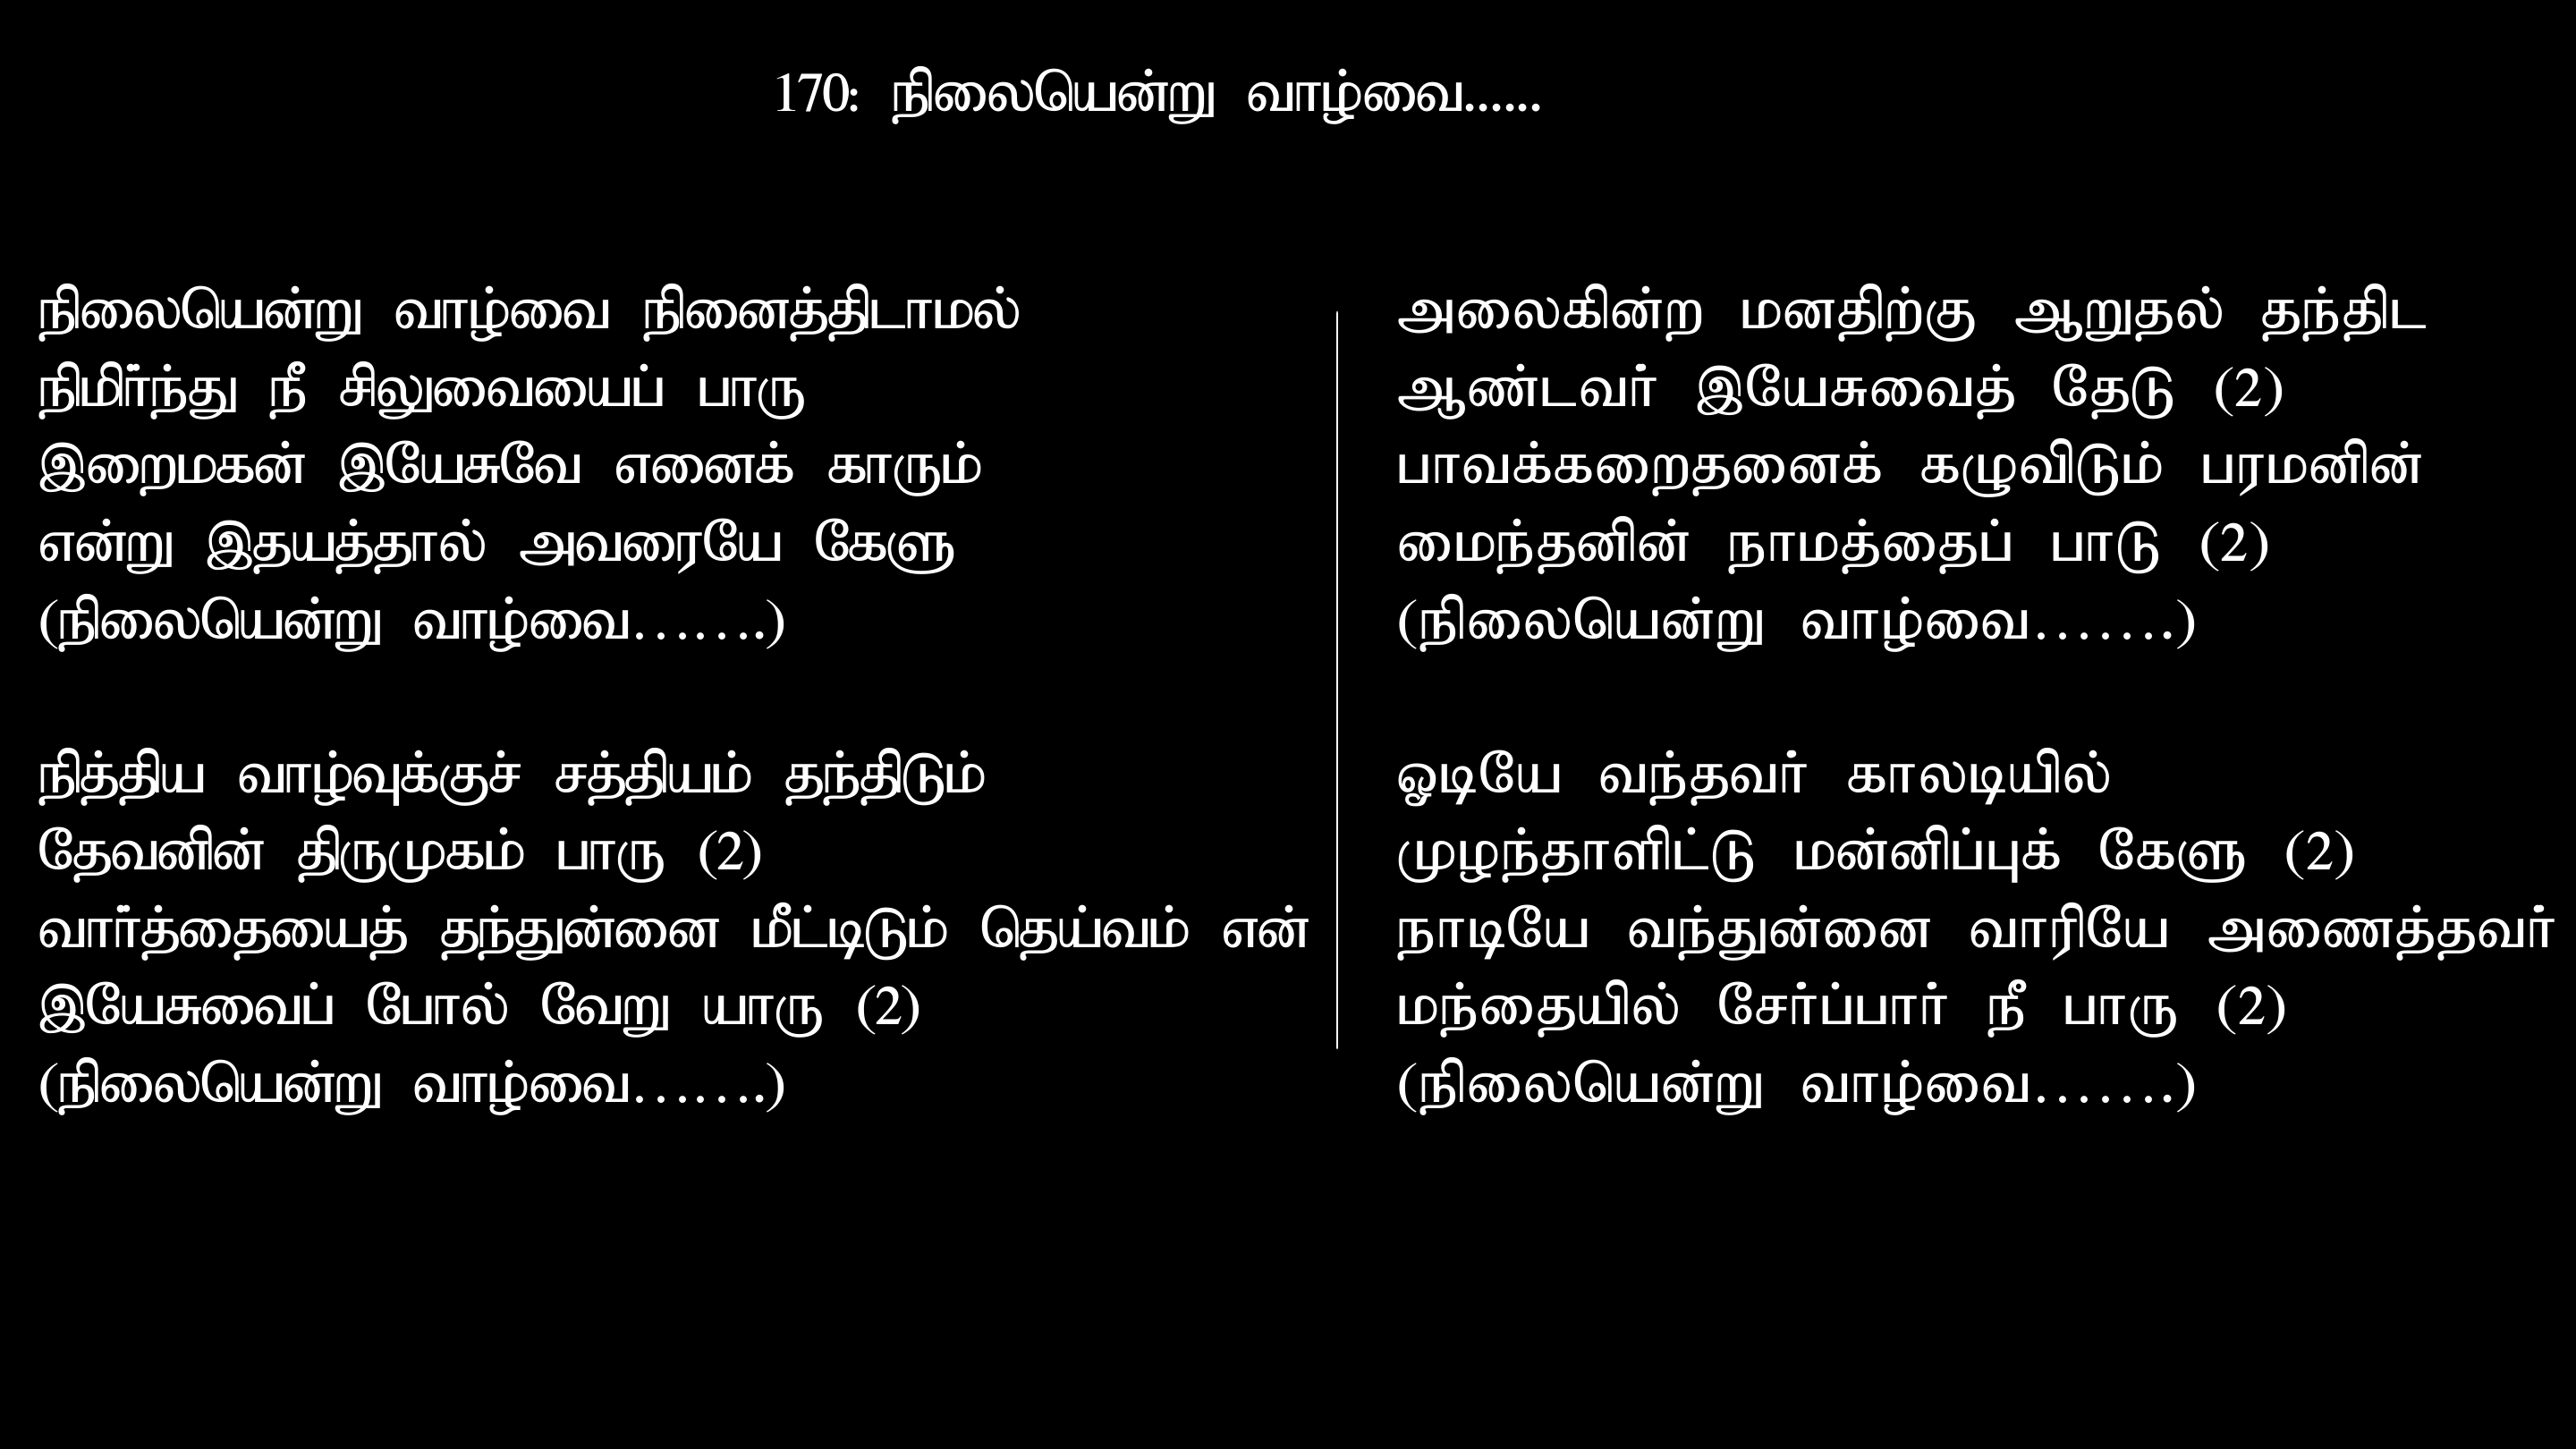 170: நிலையென்று வாழ்வை......
நிலையென்று வாழ்வை நினைத்திடாமல்
நிமிர்ந்து நீ சிலுவையைப் பாரு
இறைமகன் இயேசுவே எனைக் காரும்
என்று இதயத்தால் அவரையே கேளு
(நிலையென்று வாழ்வை…….)
நித்திய வாழ்வுக்குச் சத்தியம் தந்திடும்
தேவனின் திருமுகம் பாரு (2)
வார்த்தையைத் தந்துன்னை மீட்டிடும் தெய்வம் என்
இயேசுவைப் போல் வேறு யாரு (2)
(நிலையென்று வாழ்வை…….)
அலைகின்ற மனதிற்கு ஆறுதல் தந்திட
ஆண்டவர் இயேசுவைத் தேடு (2)
பாவக்கறைதனைக் கழுவிடும் பரமனின்
மைந்தனின் நாமத்தைப் பாடு (2)
(நிலையென்று வாழ்வை…….)
ஓடியே வந்தவர் காலடியில்
முழந்தாளிட்டு மன்னிப்புக் கேளு (2)
நாடியே வந்துன்னை வாரியே அணைத்தவர்
மந்தையில் சேர்ப்பார் நீ பாரு (2)
(நிலையென்று வாழ்வை…….)